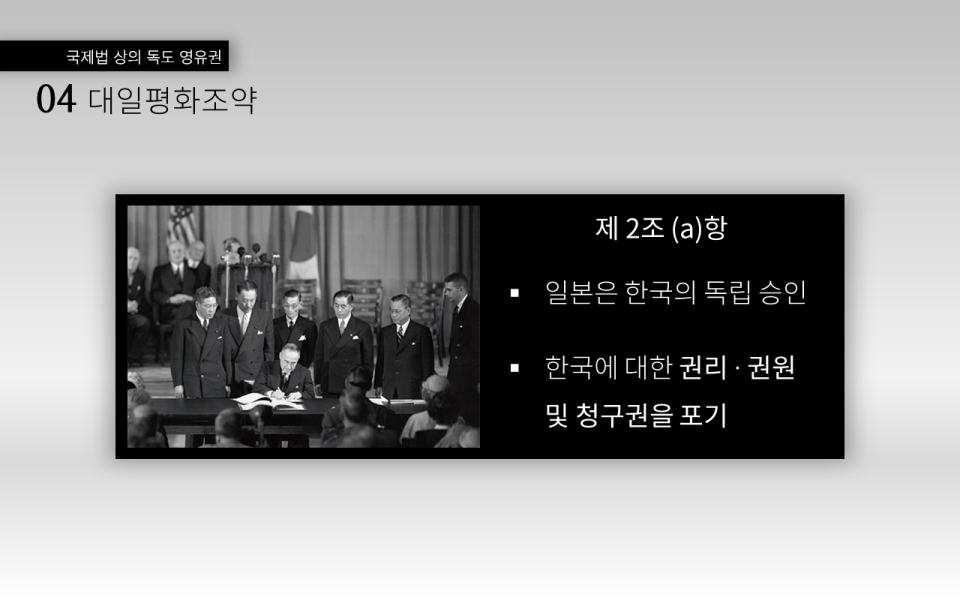 국제법 상의 독도 영유권
04 대일평화조약
제 2조 (a)항
▪ 일본은 한국의 독립 승인
▪ 한국에 대한 권리 · 권원
및 청구권을 포기